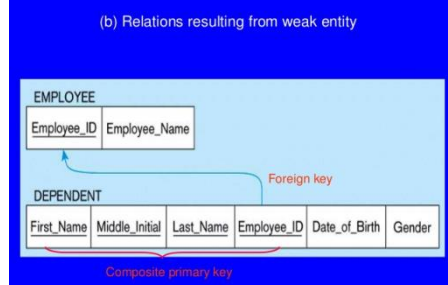 (b) Relations resulting from weak entity
EMPLOYEE
Employee_ID Employee_Name
Foreign key
DEPENDENT
First_Name Middle_Initial Last_Name Employee_ID Date_of_Birth Gender
Composite primary key